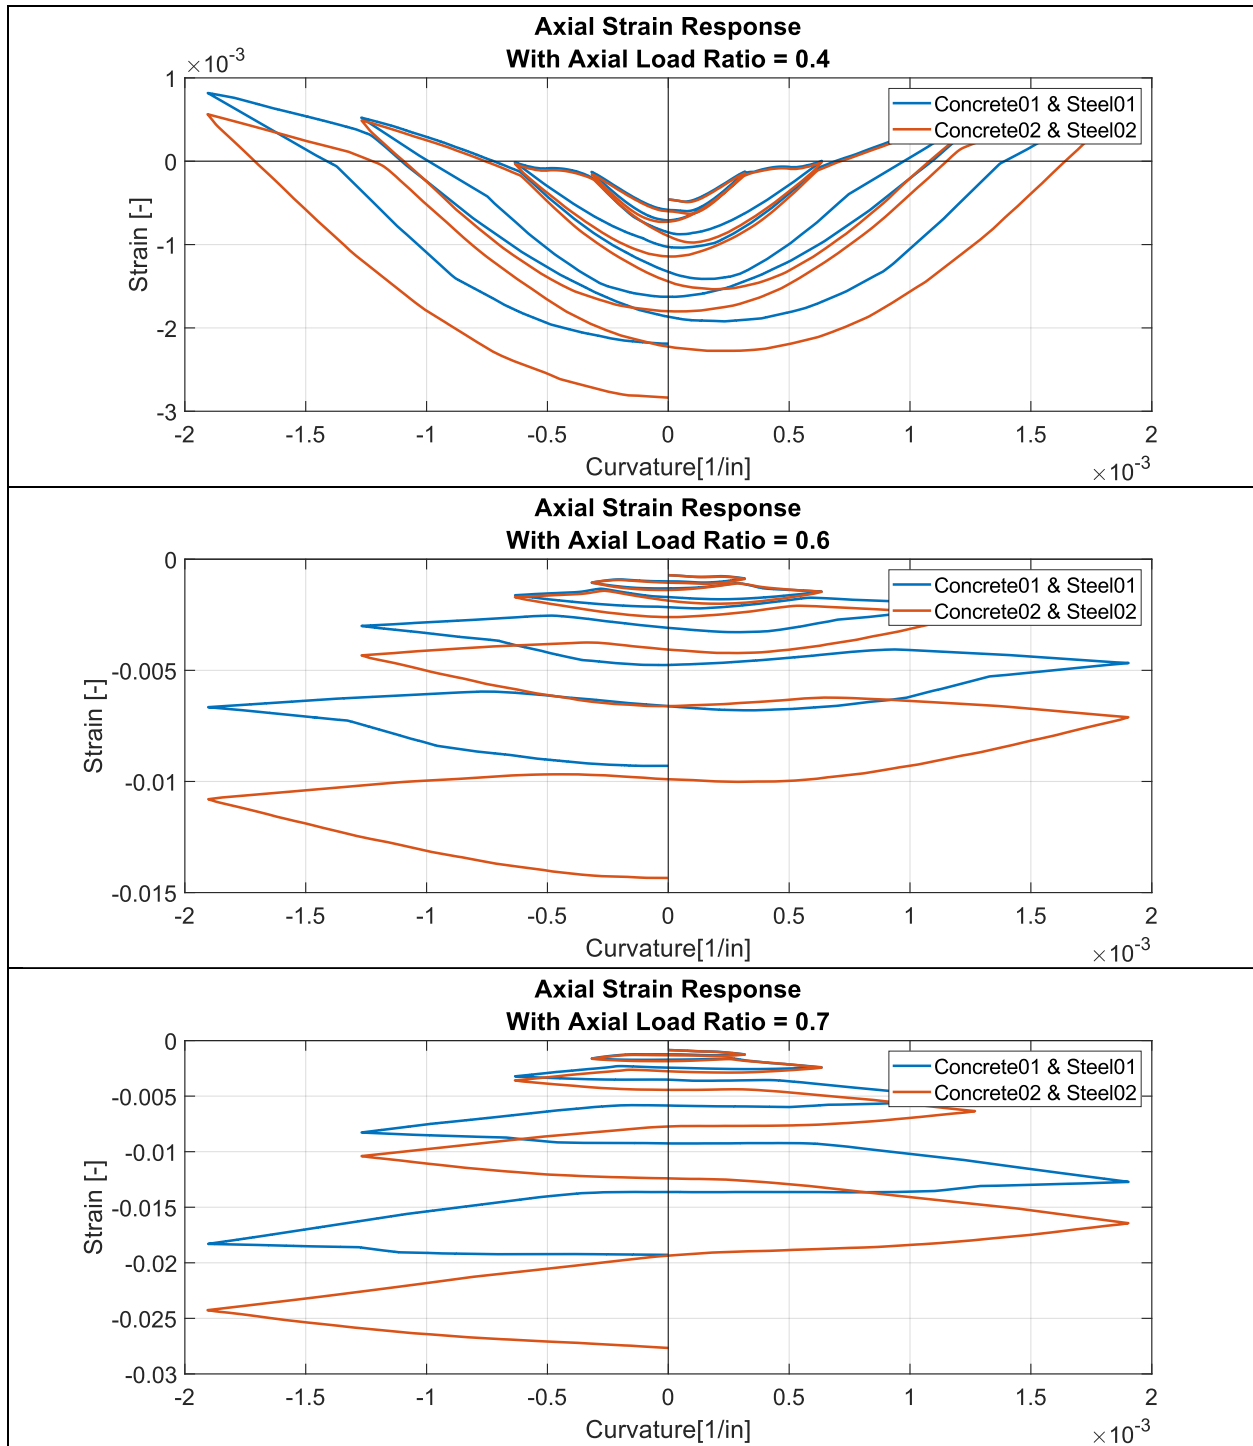 Axial Strain Response
With Axial Load Ratio = 0.4
×10⁻³
1
0
-1
-2
-3
Strain [-]
Concrete01 & Steel01
Concrete02 & Steel02
-2 -1.5 -1 -0.5 0 0.5 1 1.5 2
Curvature[1/in]
×10⁻³
Axial Strain Response
With Axial Load Ratio = 0.6
0
-0.005
-0.01
-0.015
Strain [-]
Concrete01 & Steel01
Concrete02 & Steel02
-2 -1.5 -1 -0.5 0 0.5 1 1.5 2
Curvature[1/in]
×10⁻³
Axial Strain Response
With Axial Load Ratio = 0.7
0
-0.005
-0.01
-0.015
-0.02
-0.025
-0.03
Strain [-]
Concrete01 & Steel01
Concrete02 & Steel02
-2 -1.5 -1 -0.5 0 0.5 1 1.5 2
Curvature[1/in]
×10⁻³